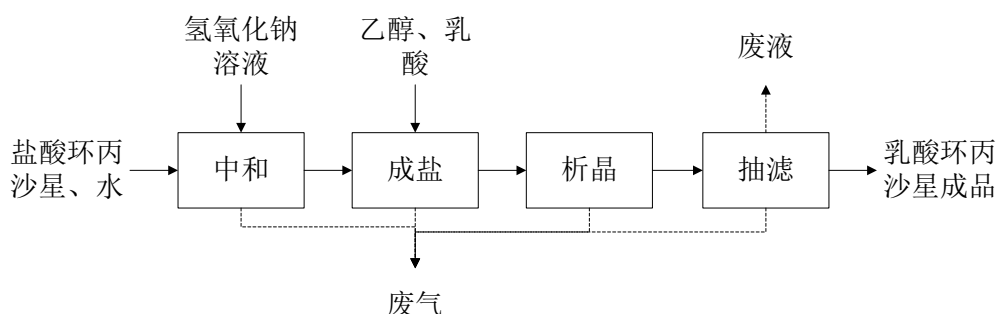 氢氧化钠
溶液
乙醇、乳
酸
废液
盐酸环丙
沙星、水
中和
成盐
析晶
抽滤
乳酸环丙
沙星成品
废气